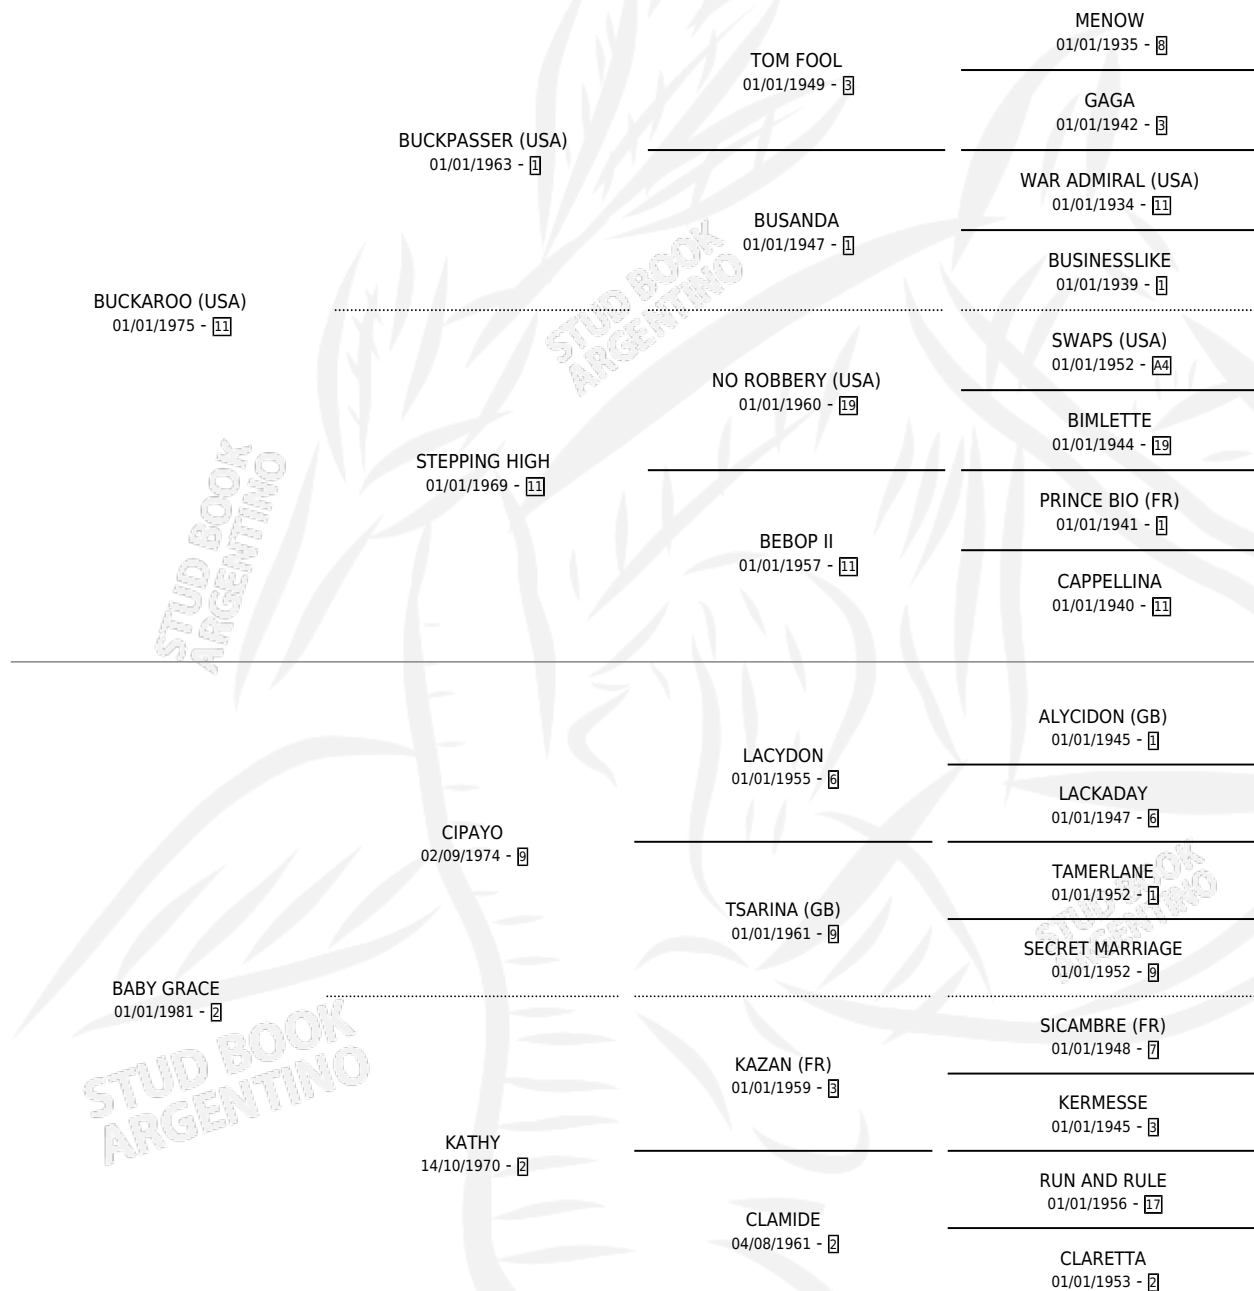 MENOW
01/01/1935 - 8
TOM FOOL
01/01/1949 - 3
GAGA
01/01/1942 - 3
BUCKPASSER (USA)
01/01/1963 - 1
WAR ADMIRAL (USA)
01/01/1934 - 11
BUSANDA
01/01/1947 - 1
BUSINESSLIKE
01/01/1939 - 1
BUCKAROO (USA)
01/01/1975 - 11
STUD BOOK
ARGENTINO
SWAPS (USA)
01/01/1952 - A4
NO ROBBERY (USA)
01/01/1960 - 19
BIMLETTE
01/01/1944 - 19
STEPPING HIGH
01/01/1969 - 11
PRINCE BIO (FR)
01/01/1941 - 1
BEBOP II
01/01/1957 - 11
CAPPELLINA
01/01/1940 - 11
STUD BOOK
ARGENTINO
ALYCIDON (GB)
01/01/1945 - 1
LACYDON
01/01/1955 - 6
LACKADAY
01/01/1947 - 6
CIPAYO
02/09/1974 - 9
TAMERLANE
01/01/1952 - 1
TSARINA (GB)
01/01/1961 - 9
SECRET MARRIAGE
01/01/1952 - 9
STUD BOOK
ARGENTINO
BABY GRACE
01/01/1981 - 2
SICAMBRE (FR)
01/01/1948 - 7
KAZAN (FR)
01/01/1959 - 3
KERMESSE
01/01/1945 - 3
STUD BOOK
ARGENTINO
KATHY
14/10/1970 - 2
RUN AND RULE
01/01/1956 - 17
CLAMIDE
04/08/1961 - 2
CLARETTA
01/01/1953 - 2